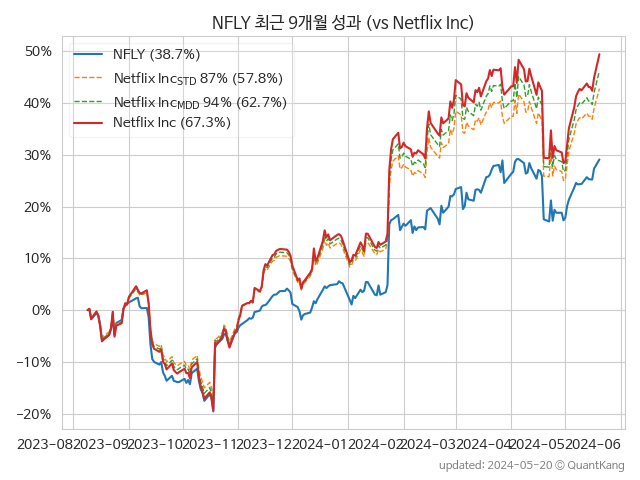 NFLY 최근 9개월 성과 (vs Netflix Inc)
NFLY (38.7%)
Netflix IncSTD 87% (57.8%)
Netflix IncMDD 94% (62.7%)
Netflix Inc (67.3%)
50%
40%
30%
20%
10%
0%
−10%
−20%
2023-08 2023-09 2023-10 2023-11 2023-12 2024-01 2024-02 2024-03 2024-04 2024-05 2024-06
updated: 2024-05-20 © QuantKang